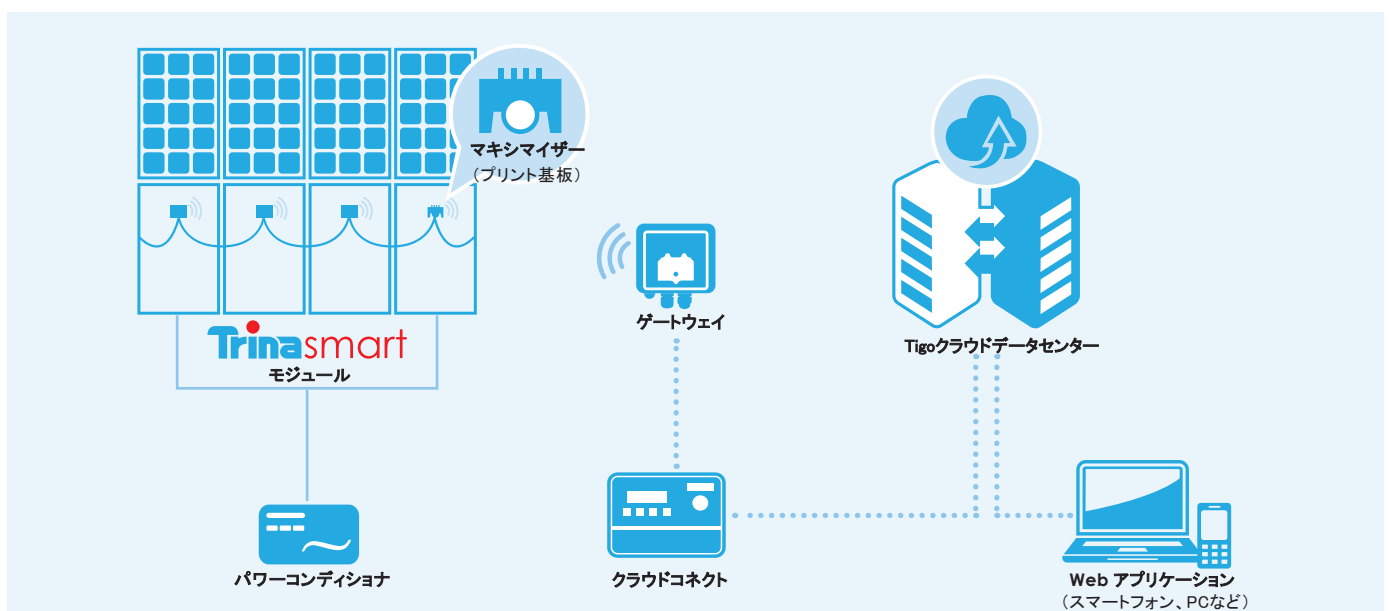 マキシマイザー
（プリント基板）
Trinasmart
モジュール
ゲートウェイ
Tigoクラウドデータセンター
パワーコンディショナ
クラウドコネクト
Web アプリケーション
（スマートフォン、PCなど）